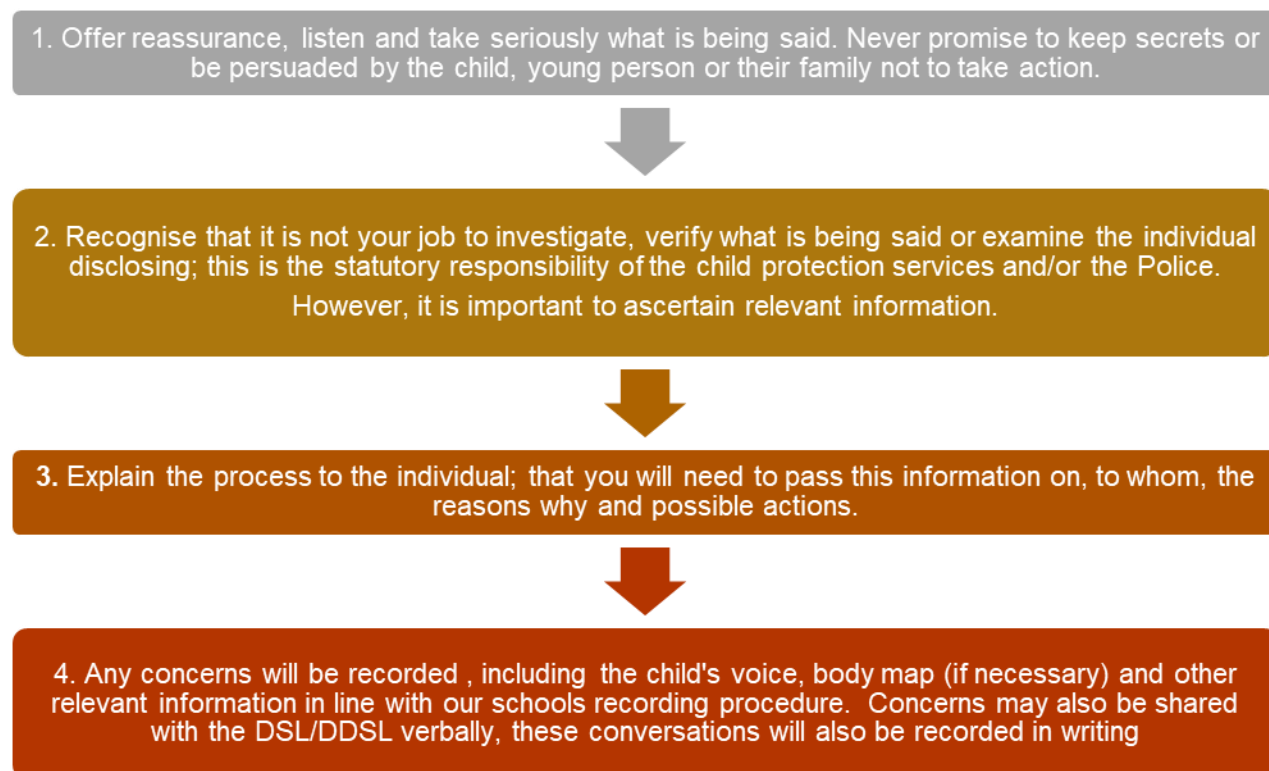 1. Offer reassurance, listen and take seriously what is being said. Never promise to keep secrets or
be persuaded by the child, young person or their family not to take action.
2. Recognise that it is not your job to investigate, verify what is being said or examine the individual
disclosing; this is the statutory responsibility of the child protection services and/or the Police.
However, it is important to ascertain relevant information.
3. Explain the process to the individual; that you will need to pass this information on, to whom, the
reasons why and possible actions.
4. Any concerns will be recorded , including the child's voice, body map (if necessary) and other
relevant information in line with our schools recording procedure. Concerns may also be shared
with the DSL/DDSL verbally, these conversations will also be recorded in writing